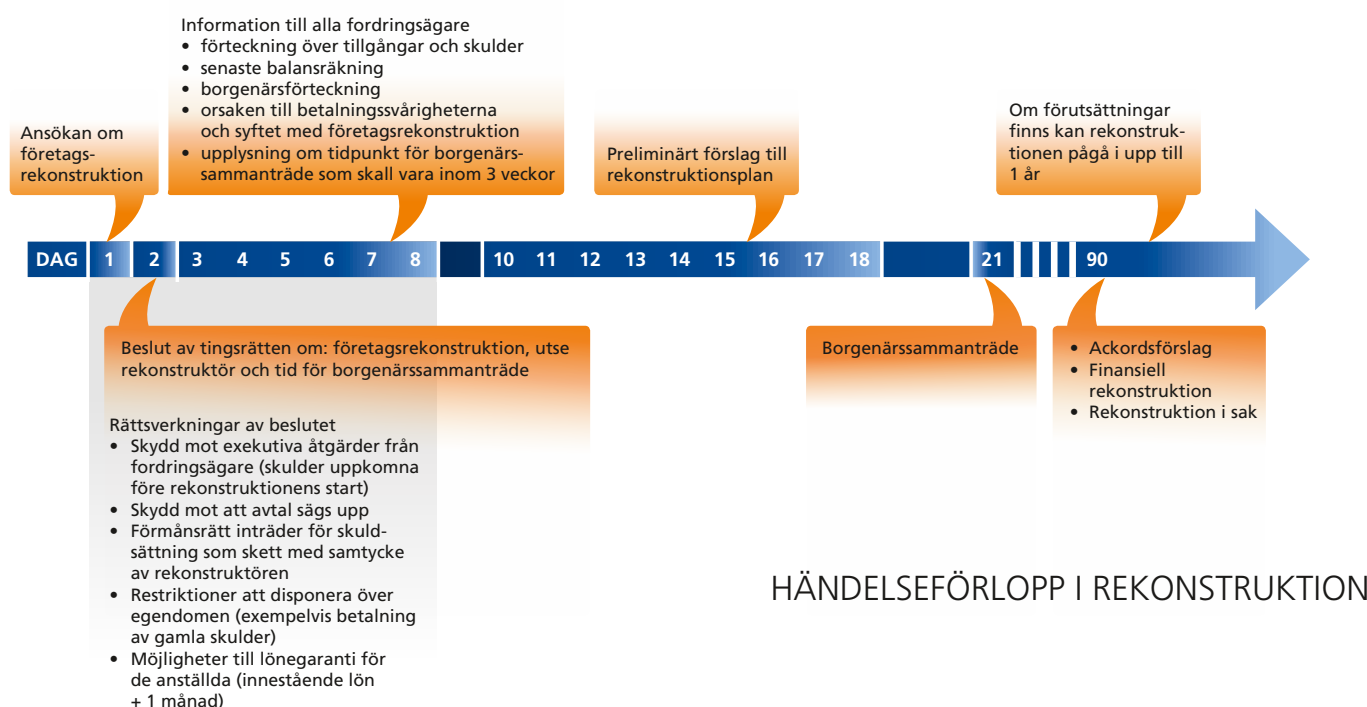 Information till alla fordringsägare
• förteckning över tillgångar och skulder
• senaste balansräkning
• borgenärsförteckning
• orsaken till betalningssvårigheterna
och syftet med företagsrekonstruktion
• upplysning om tidpunkt för borgenärs-
sammanträde som skall vara inom 3 veckor
Ansökan om
företags-
rekonstruktion
Preliminärt förslag till
rekonstruktionsplan
Om förutsättningar
finns kan rekonstruk-
tionen pågå i upp till
1 år
DAG 1 2 3 4 5 6 7 8 10 11 12 13 14 15 16 17 18 21 90
Beslut av tingsrätten om: företagsrekonstruktion, utse
rekonstruktör och tid för borgenärssammanträde
Borgenärssammanträde
• Ackordsförslag
• Finansiell
rekonstruktion
• Rekonstruktion i sak
Rättsverkningar av beslutet
• Skydd mot exekutiva åtgärder från
fordringsägare (skulder uppkomna
före rekonstruktionens start)
• Skydd mot att avtal sägs upp
• Förmånsrätt inträder för skuld-
sättning som skett med samtycke
av rekonstruktören
• Restriktioner att disponera över
egendomen (exempelvis betalning
av gamla skulder)
• Möjligheter till lönegaranti för
de anställda (innestående lön
+ 1 månad)
HÄNDELSEFÖRLOPP I REKONSTRUKTION